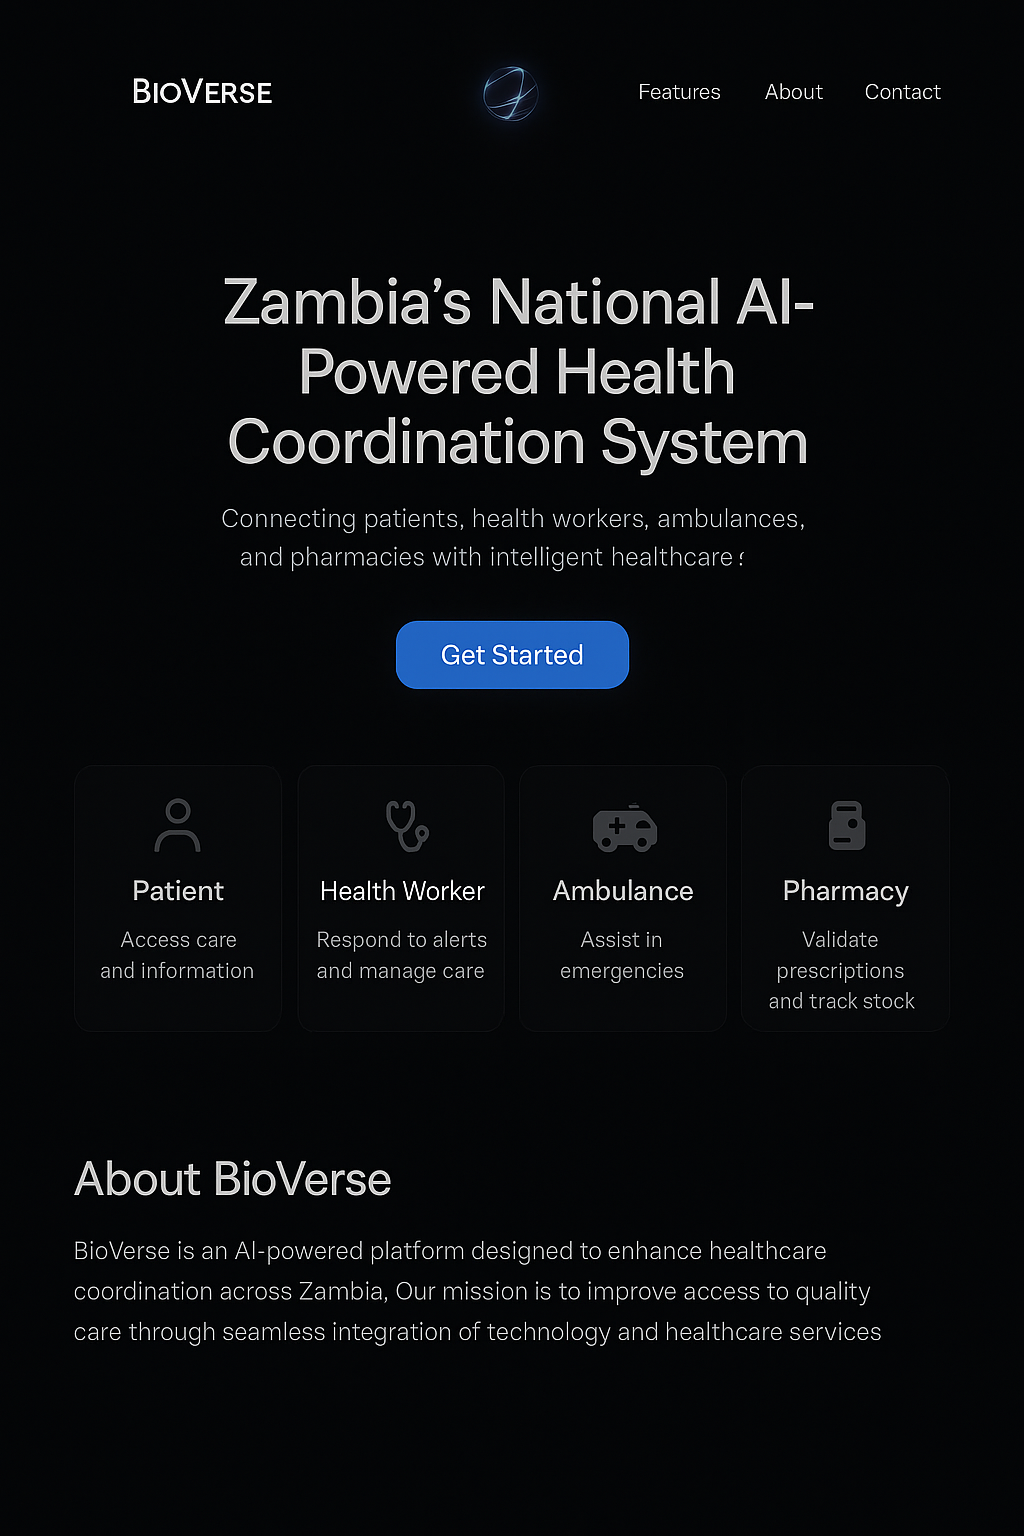 BIOVERSE
Features About Contact
Zambia's National AI-
Powered Health
Coordination System
Connecting patients, health workers, ambulances,
and pharmacies with intelligent healthcare
Get Started
Patient
Access care
and information
Health Worker
Respond to alerts
and manage care
Ambulance
Assist in
emergencies
Pharmacy
Validate
prescriptions
and track stock
About BioVerse
BioVerse is an AI-powered platform designed to enhance healthcare
coordination across Zambia, Our mission is to improve access to quality
care through seamless integration of technology and healthcare services